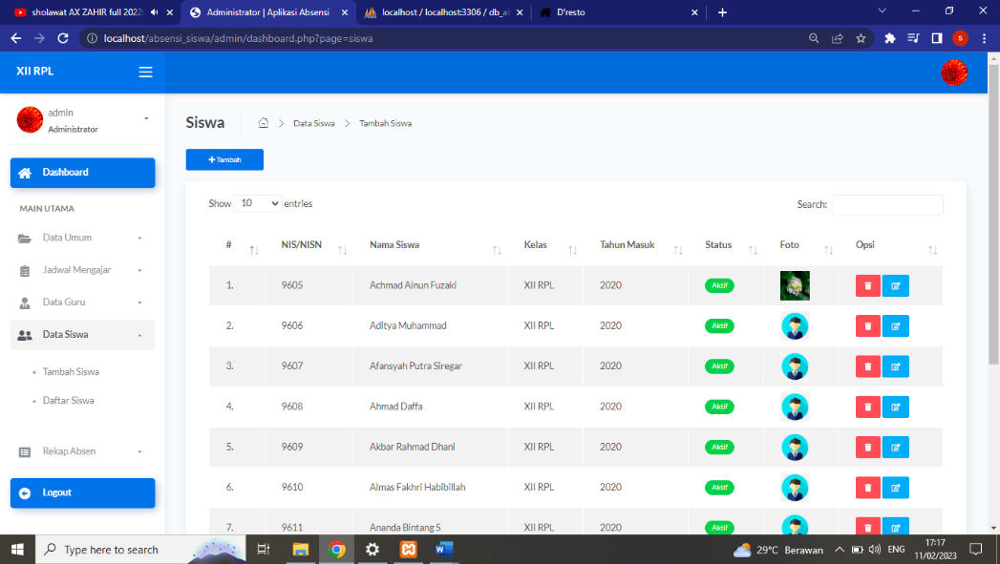 sholawat AX ZAHIR full 2022
Administrator | Aplikasi Absensi
localhost / localhost:3306 / db_a
D'resto
localhost/absensi_siswa/admin/dashboard.php?page=siswa
S
XII RPL
admin
Administrator
Dashboard
MAIN UTAMA
Data Umum
Jadwal Mengajar
Data Guru
Data Siswa
Tambah Siswa
Daftar Siswa
Rekap Absen
Logout
Siswa > Data Siswa > Tambah Siswa
+Tambah
Show 10 entries
Search:
# NIS/NISN Nama Siswa Kelas Tahun Masuk Status Foto Opsi
1. 9605 Achmad Ainun Fuzaki XII RPL 2020 Aktif
2. 9606 Aditya Muhammad XII RPL 2020 Aktif
3. 9607 Afansyah Putra Siregar XII RPL 2020 Aktif
4. 9608 Ahmad Daffa XII RPL 2020 Aktif
5. 9609 Akbar Rahmad Dhani XII RPL 2020 Aktif
6. 9610 Almas Fakhri Habibillah XII RPL 2020 Aktif
7. 9611 Ananda Bintang S XII RPL 2020 Aktif
Type here to search
29°C Berawan
ENG
17:17
11/02/2023